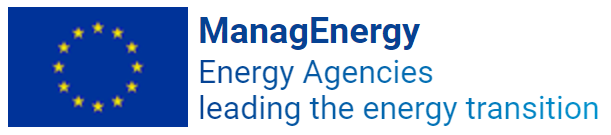 ManagEnergy
Energy Agencies
leading the energy transition